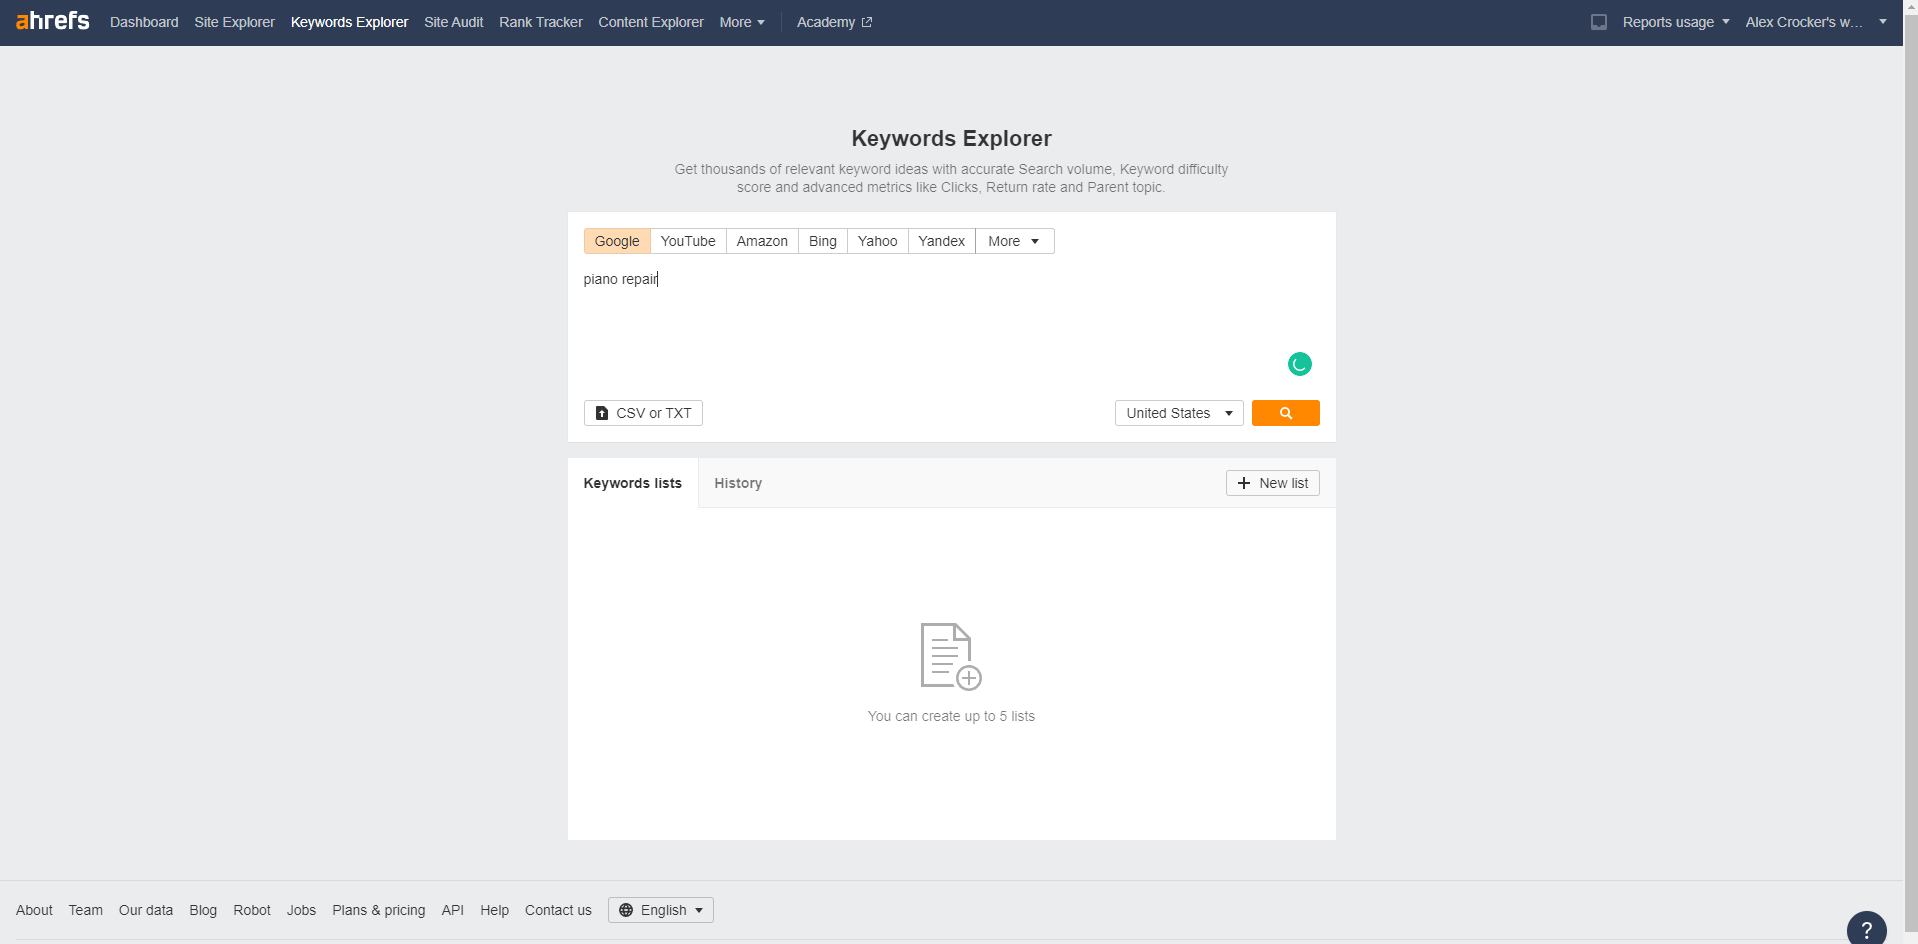 ahrefs Dashboard Site Explorer Keywords Explorer Site Audit Rank Tracker Content Explorer More Academy Reports usage Alex Crocker's w...
Keywords Explorer
Get thousands of relevant keyword ideas with accurate Search volume, Keyword difficulty
score and advanced metrics like Clicks, Return rate and Parent topic.
Google YouTube Amazon Bing Yahoo Yandex More
piano repair
CSV or TXT United States
Keywords lists History New list
You can create up to 5 lists
About Team Our data Blog Robot Jobs Plans & pricing API Help Contact us English
?